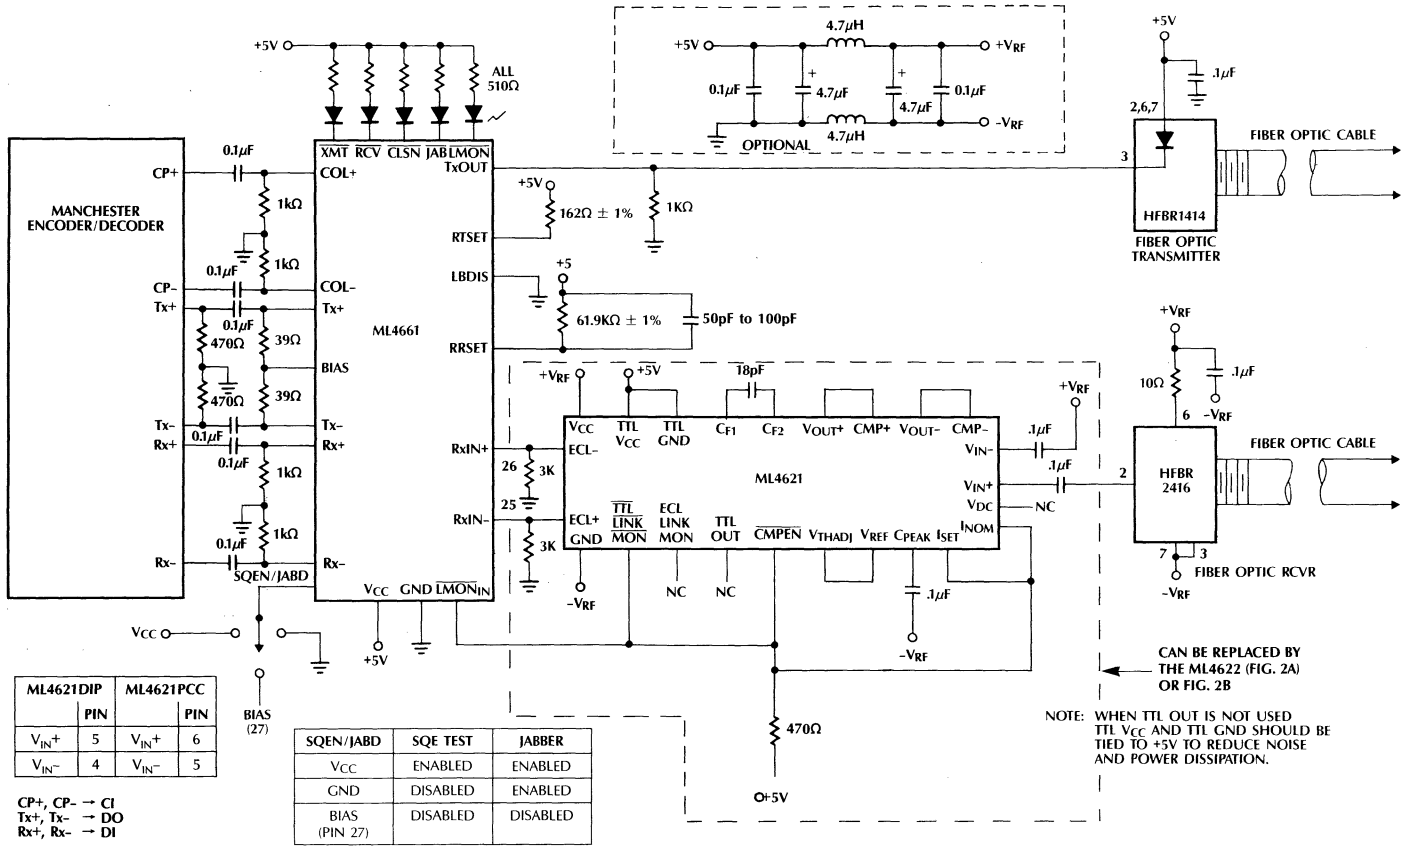 +5V
ALL
510Ω
4.7μH
+5V
+VRF
0.1μF
+
4.7μF
+
4.7μF
0.1μF
-VRF
4.7μH
OPTIONAL
+5V
.1μF
2,6,7
3
HFBR1414
FIBER OPTIC
TRANSMITTER
FIBER OPTIC CABLE
MANCHESTER
ENCODER/DECODER
CP+
CP-
Tx+
Tx-
Rx+
Rx-
0.1μF
1kΩ
1kΩ
0.1μF
0.1μF
470Ω
470Ω
39Ω
39Ω
0.1μF
0.1μF
1kΩ
1kΩ
0.1μF
SQEN/JABD
XMT RCV CLSN JAB LMON
TxOUT
COL+
COL-
Tx+
BIAS
Tx-
Rx+
Rx-
ML4661
RTSET
LBDIS
RRSET
RxIN+
RxIN-
VCC GND LMONIN
+5V
+5V
162Ω ± 1%
1KΩ
+5
61.9KΩ ± 1%
50pF to 100pF
26
3K
25
3K
+VRF
+5V
18pF
VCC
TTL
VCC
TTL
GND
CF1
CF2
VOUT+
CMP+
VOUT-
CMP-
ECL-
VIN-
ML4621
VIN+
VDC
NC
INOM
ECL+
GND
TTL
LINK
MON
ECL
LINK
MON
TTL
OUT
CMPEN
VTHADJ
VREF
CPEAK
ISET
-VRF
NC
NC
.1μF
-VRF
+VRF
.1μF
.1μF
2
+VRF
10Ω
.1μF
-VRF
6
HFBR
2416
7
3
-VRF
FIBER OPTIC RCVR
FIBER OPTIC CABLE
470Ω
+5V
CAN BE REPLACED BY
THE ML4622 (FIG. 2A)
OR FIG. 2B
NOTE: WHEN TTL OUT IS NOT USED
TTL VCC AND TTL GND SHOULD BE
TIED TO +5V TO REDUCE NOISE
AND POWER DISSIPATION.
VCC
BIAS
(27)
ML4621DIP ML4621PCC
PIN PIN
VIN+ 5 VIN+ 6
VIN- 4 VIN- 5
CP+, CP- → CI
Tx+, Tx- → DO
Rx+, Rx- → DI
SQEN/JABD SQE TEST JABBER
VCC ENABLED ENABLED
GND DISABLED ENABLED
BIAS DISABLED DISABLED
(PIN 27)